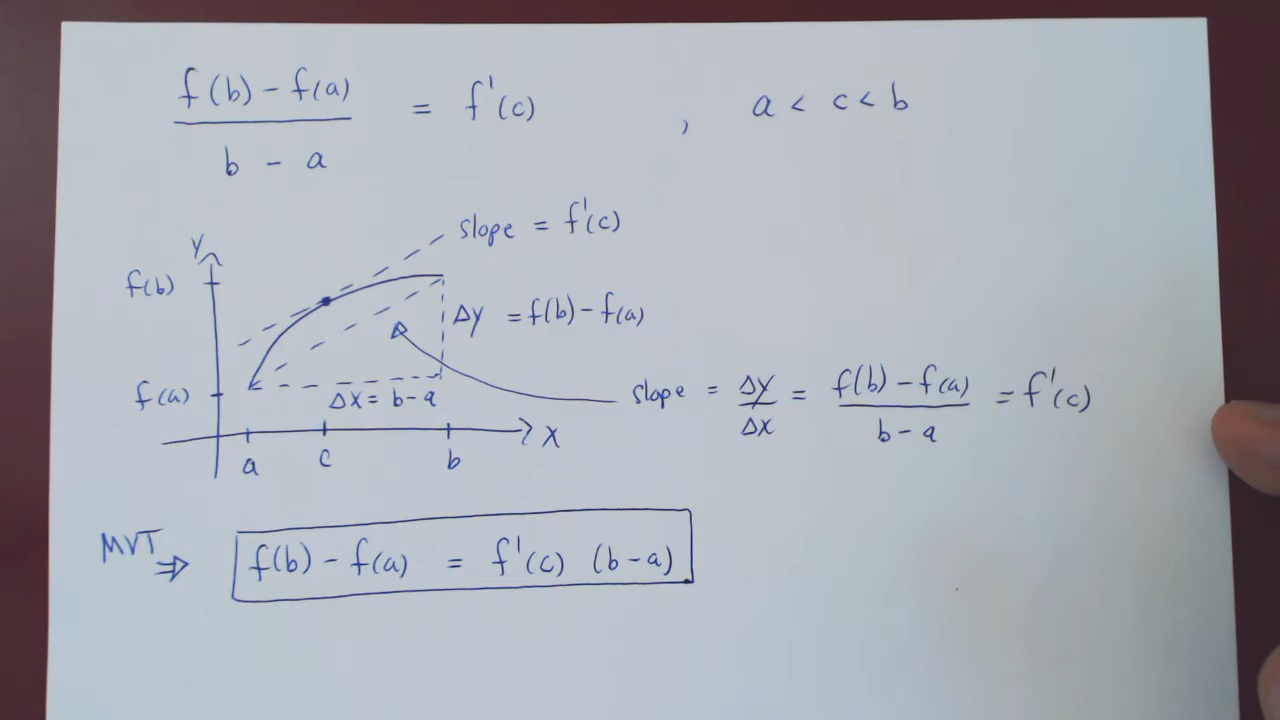 f(b) - f(a) / b - a = f'(c) , a < c < b
y
slope = f'(c)
f(b)
Δy = f(b) - f(a)
f(a)
Δx = b - a
slope = Δy/Δx = f(b) - f(a) / b - a = f'(c)
x
a c b
MVT ⇒ f(b) - f(a) = f'(c) (b - a)